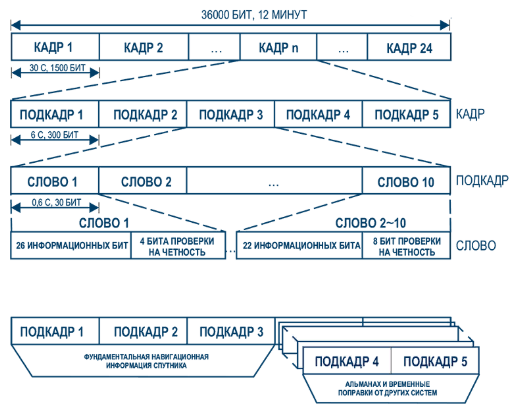 36000 БИТ, 12 МИНУТ
КАДР 1 КАДР 2 ... КАДР n ... КАДР 24
30 С, 1500 БИТ
ПОДКАДР 1 ПОДКАДР 2 ПОДКАДР 3 ПОДКАДР 4 ПОДКАДР 5 КАДР
6 С, 300 БИТ
СЛОВО 1 СЛОВО 2 ... СЛОВО 10 ПОДКАДР
0,6 С, 30 БИТ
СЛОВО 1 СЛОВО 2~10
26 ИНФОРМАЦИОННЫХ БИТ 4 БИТА ПРОВЕРКИ НА ЧЕТНОСТЬ ... 22 ИНФОРМАЦИОННЫХ БИТА 8 БИТ ПРОВЕРКИ НА ЧЕТНОСТЬ СЛОВО
ПОДКАДР 1 ПОДКАДР 2 ПОДКАДР 3
ПОДКАДР 4 ПОДКАДР 5
ФУНДАМЕНТАЛЬНАЯ НАВИГАЦИОННАЯ
ИНФОРМАЦИЯ СПУТНИКА
АЛЬМАНАХ И ВРЕМЕННЫЕ
ПОПРАВКИ ОТ ДРУГИХ СИСТЕМ